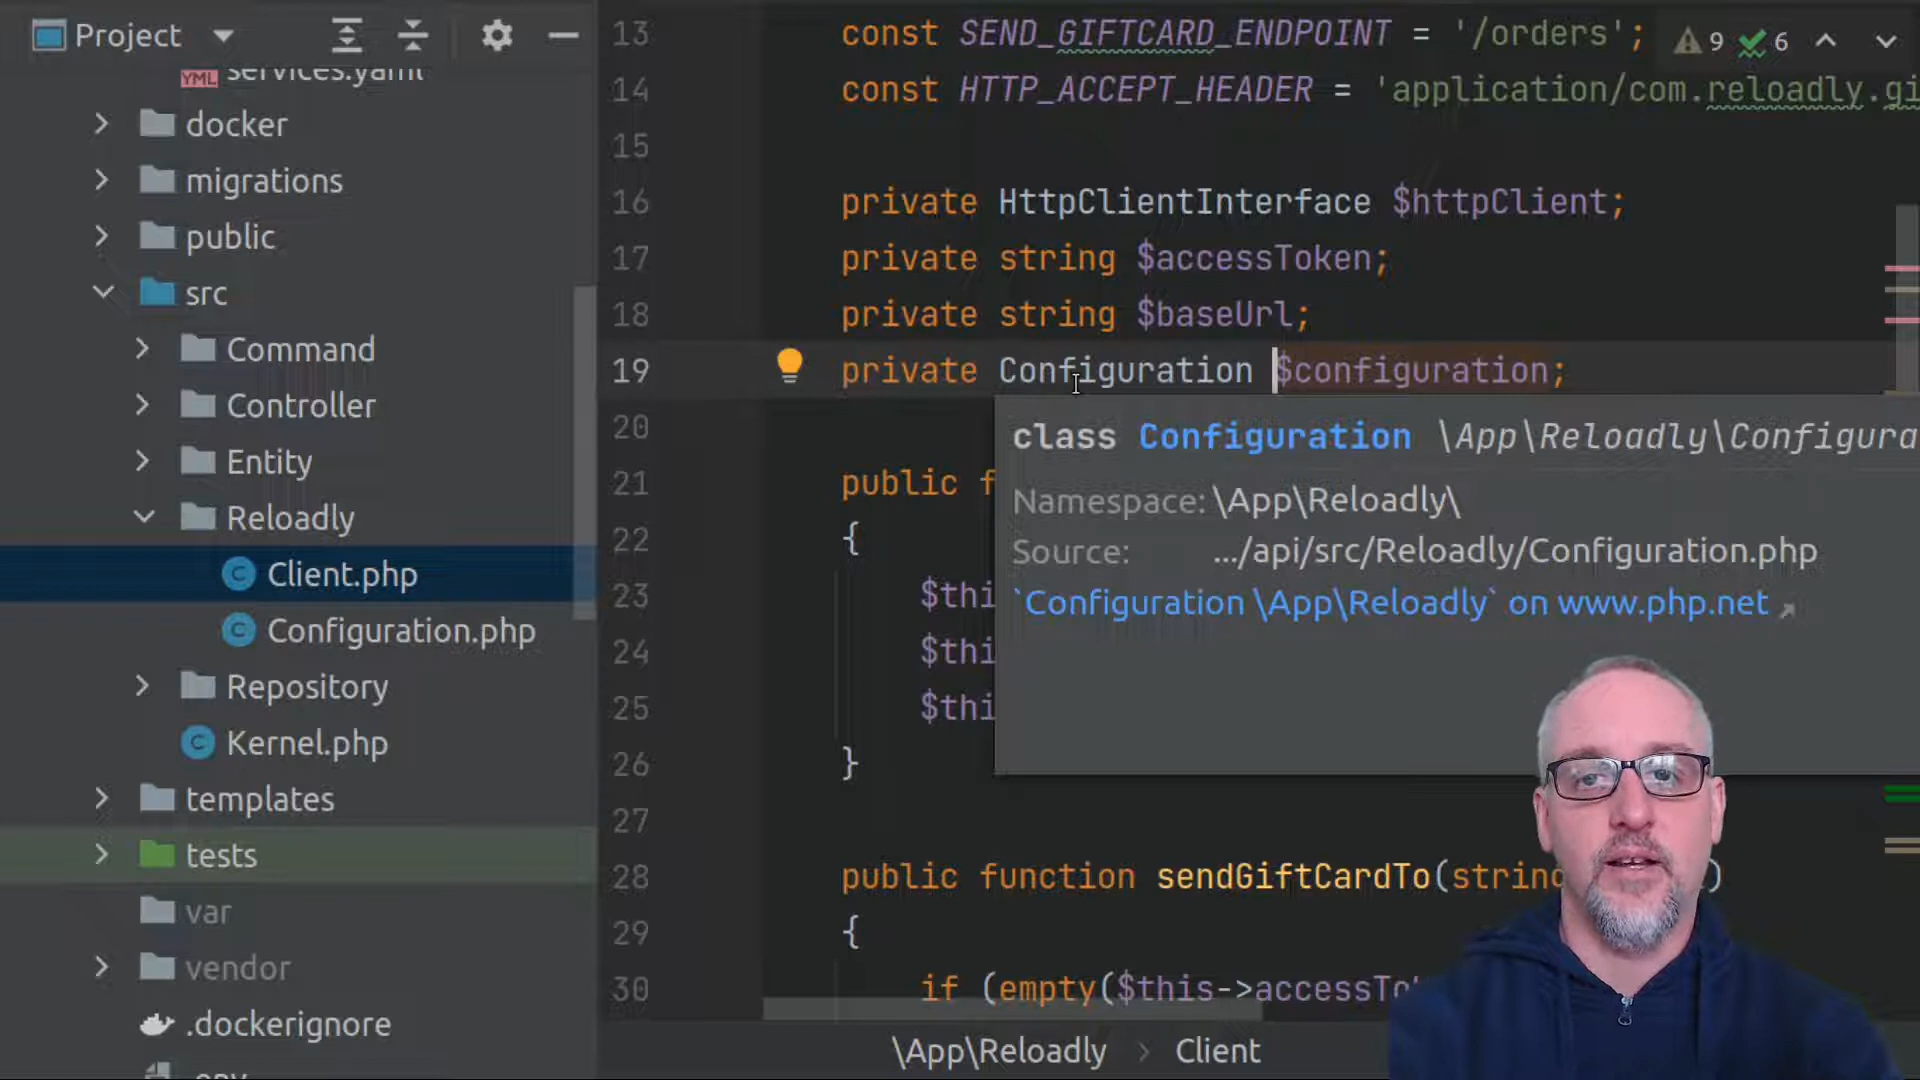 Project
YML services.yaml
docker
migrations
public
src
Command
Controller
Entity
Reloadly
Client.php
Configuration.php
Repository
Kernel.php
templates
tests
var
vendor
.dockerignore
9 6
13 const SEND_GIFTCARD_ENDPOINT = '/orders';
14 const HTTP_ACCEPT_HEADER = 'application/com.reloadly.gi
15
16 private HttpClientInterface $httpClient;
17 private string $accessToken;
18 private string $baseUrl;
19 private Configuration $configuration;
20
21 public f
22 {
23 $thi
24 $thi
25 $thi
26 }
27
28 public function sendGiftCardTo(string )
29 {
30 if (empty($this->accessTo
class Configuration \App\Reloadly\Configura
Namespace: \App\Reloadly\
Source: .../api/src/Reloadly/Configuration.php
`Configuration \App\Reloadly` on www.php.net
\App\Reloadly › Client